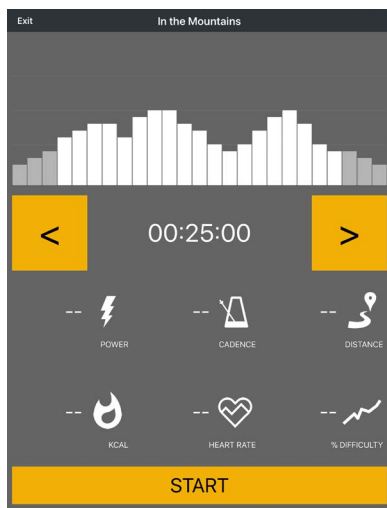 Exit In the Mountains
< 00:25:00 >
-- -- --
POWER CADENCE DISTANCE
-- -- --
KCAL HEART RATE % DIFFICULTY
START